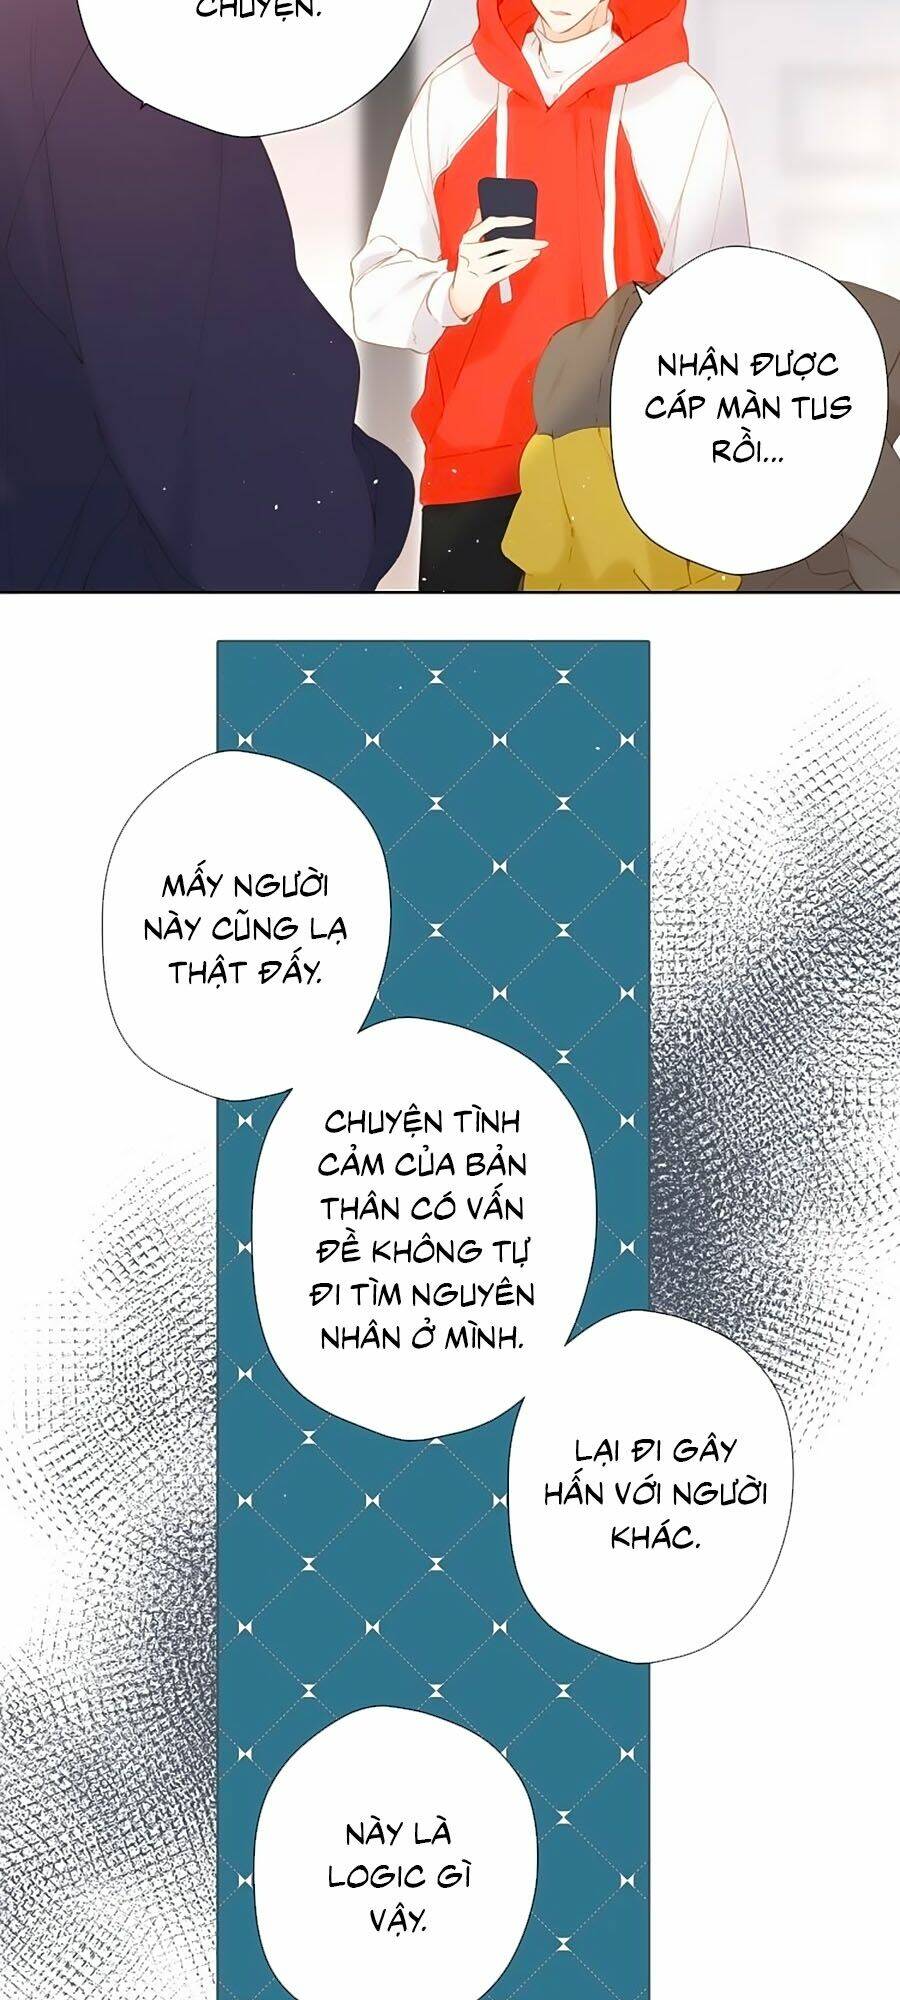 CHUYỆN.
NHẬN ĐƯỢC
CÁP MÀN TUS
RỒI...
MẤY NGƯỜI
NÀY CŨNG LẠ
THẬT ĐẤY.
CHUYỆN TÌNH
CẢM CỦA BẢN
THÂN CÓ VẤN
ĐỀ KHÔNG TỰ
ĐI TÌM NGUYÊN
NHÂN Ở MÌNH.
LẠI ĐI GÂY
HẤN VỚI NGƯỜI
KHÁC.
NÀY LÀ
LOGIC GÌ
VẬY.